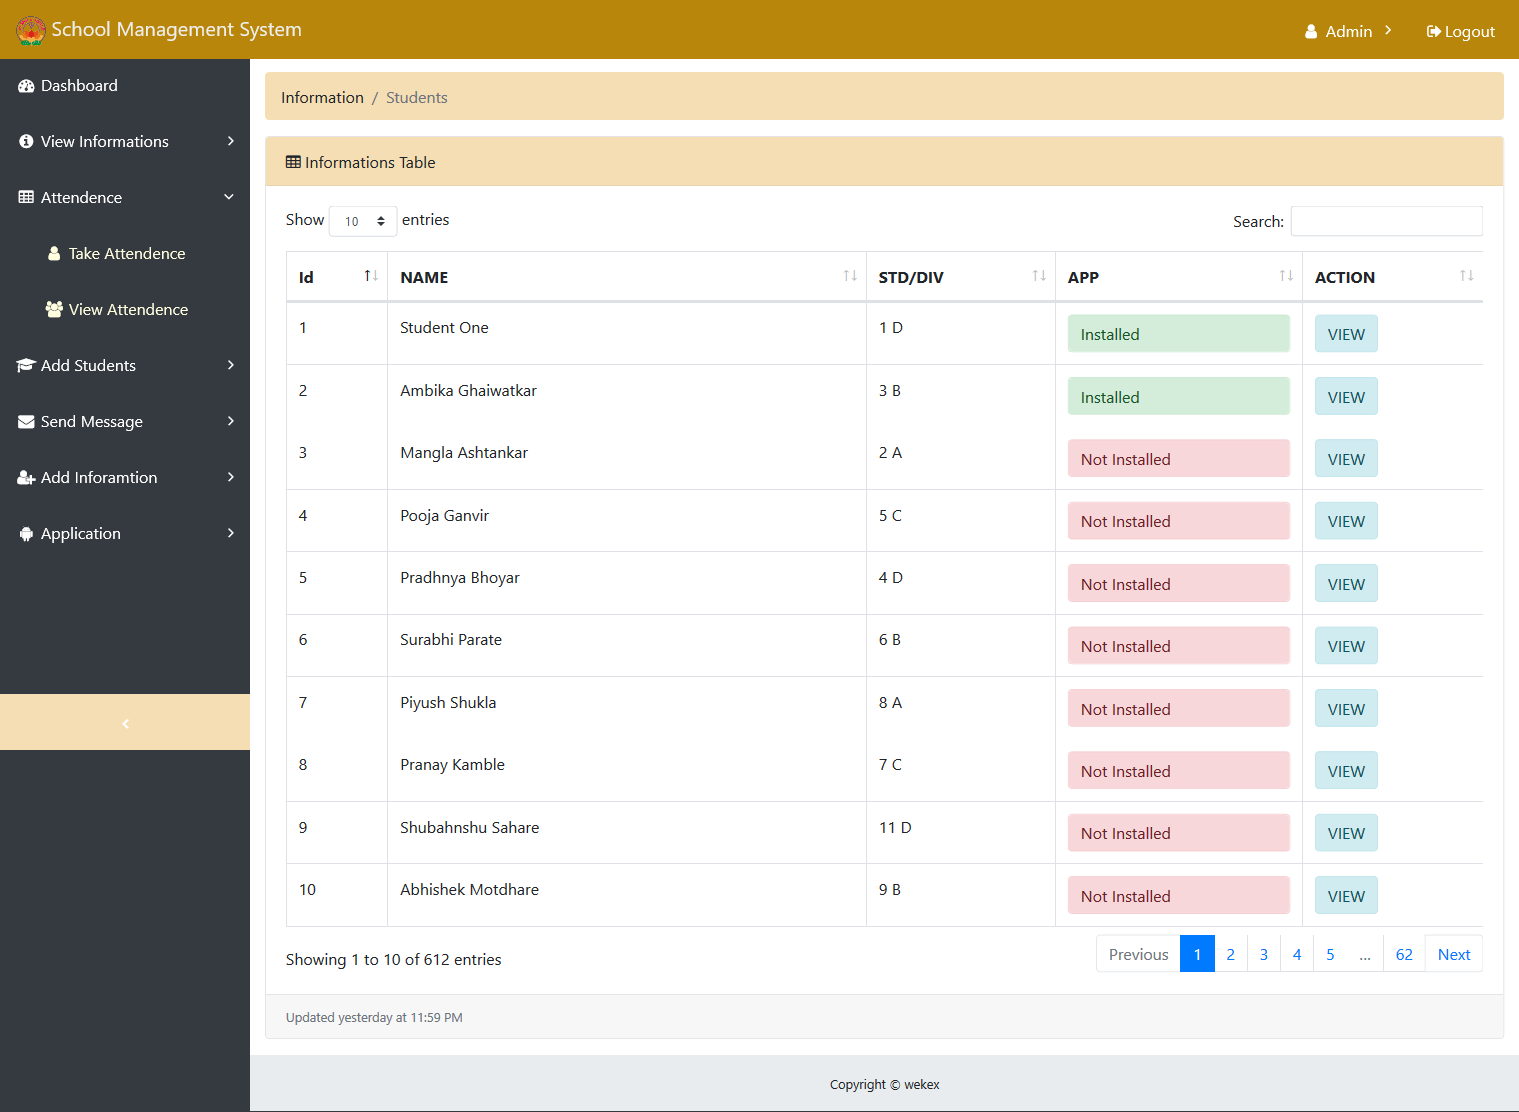 School Management System
Admin
Logout
Dashboard
View Informations
Attendence
Take Attendence
View Attendence
Add Students
Send Message
Add Inforamtion
Application
Information / Students
Informations Table
Show 10 entries
Search:
Id NAME STD/DIV APP ACTION
1 Student One 1 D Installed VIEW
2 Ambika Ghaiwatkar 3 B Installed VIEW
3 Mangla Ashtankar 2 A Not Installed VIEW
4 Pooja Ganvir 5 C Not Installed VIEW
5 Pradhnya Bhoyar 4 D Not Installed VIEW
6 Surabhi Parate 6 B Not Installed VIEW
7 Piyush Shukla 8 A Not Installed VIEW
8 Pranay Kamble 7 C Not Installed VIEW
9 Shubahnshu Sahare 11 D Not Installed VIEW
10 Abhishek Motdhare 9 B Not Installed VIEW
Showing 1 to 10 of 612 entries
Previous 1 2 3 4 5 ... 62 Next
Updated yesterday at 11:59 PM
Copyright © wekex